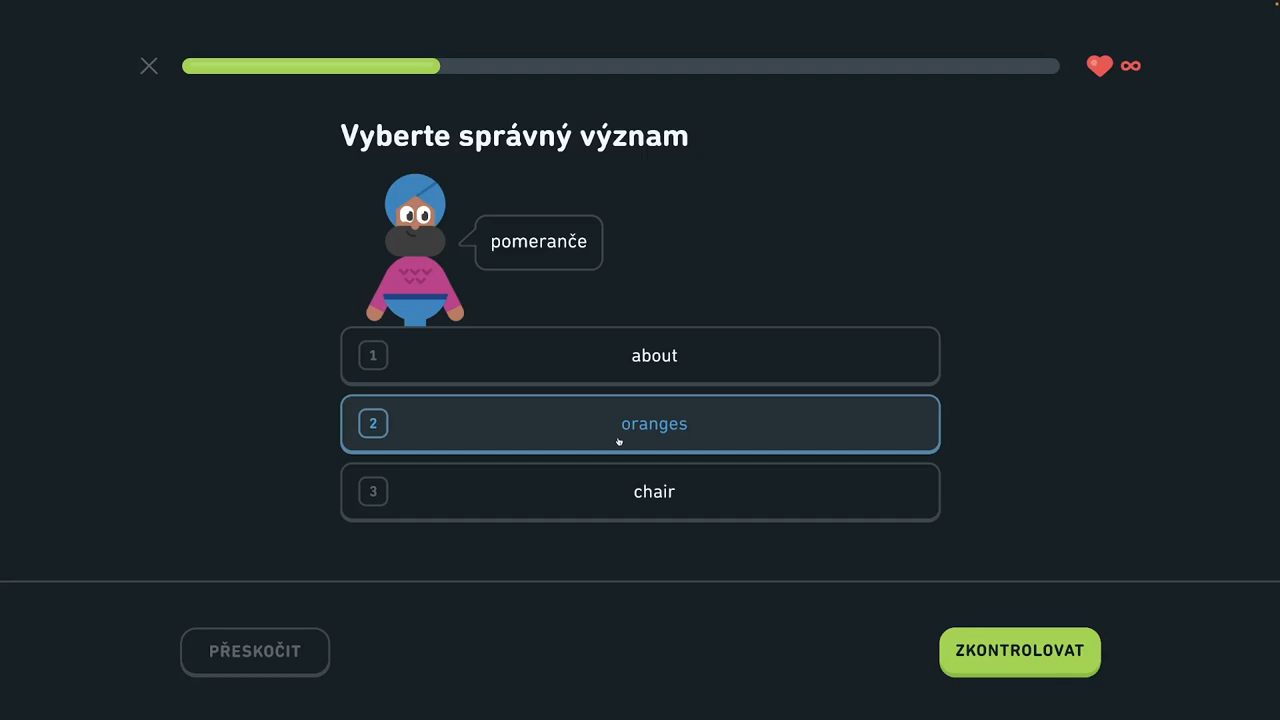 Vyberte správný význam
pomeranče
1 about
2 oranges
3 chair
PŘESKOČIT
ZKONTROLOVAT